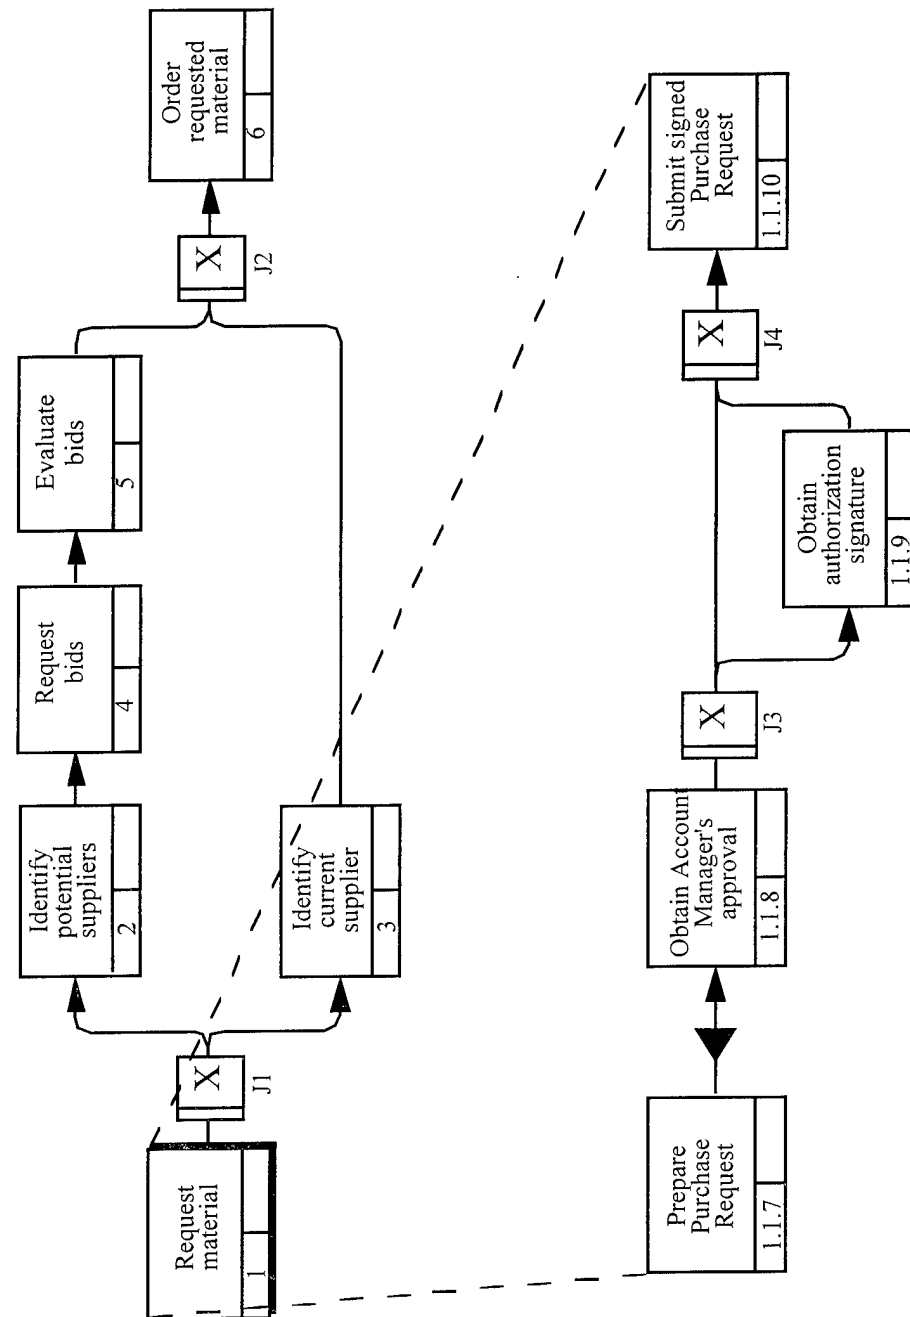 Request
material
1
X
J1
Identify
potential
suppliers
2
Request
bids
4
Evaluate
bids
5
Identify
current
supplier
3
X
J2
Order
requested
material
6
Prepare
Purchase
Request
1.1.7
Obtain Account
Manager's
approval
1.1.8
X
J3
Obtain
authorization
signature
1.1.9
X
J4
Submit signed
Purchase
Request
1.1.10